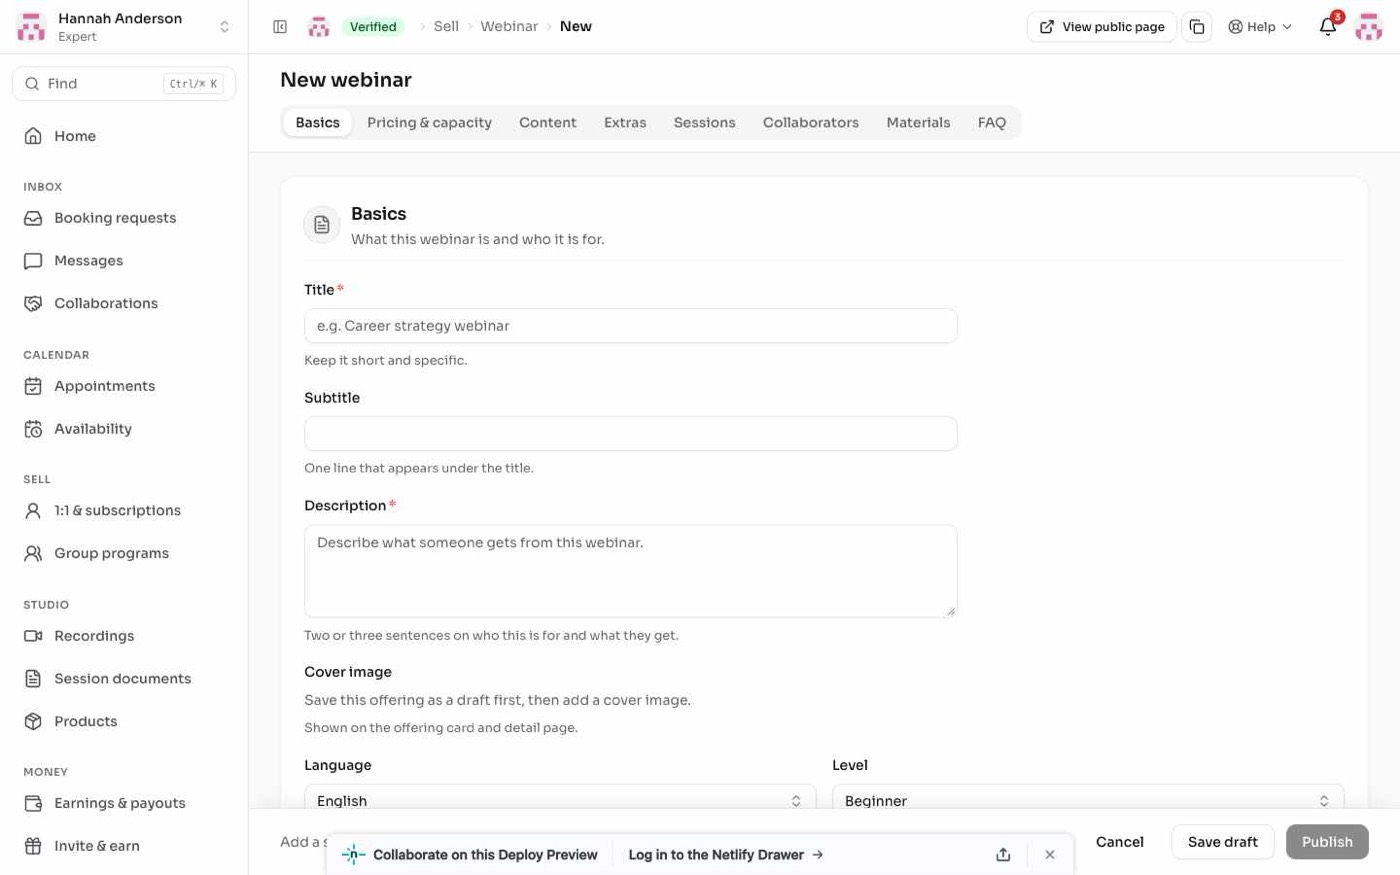 Hannah Anderson
Expert
Find
Ctrl/⌘ K
Home
INBOX
Booking requests
Messages
Collaborations
CALENDAR
Appointments
Availability
SELL
1:1 & subscriptions
Group programs
STUDIO
Recordings
Session documents
Products
MONEY
Earnings & payouts
Invite & earn
Verified
Sell
Webinar
New
View public page
Help
3
New webinar
Basics
Pricing & capacity
Content
Extras
Sessions
Collaborators
Materials
FAQ
Basics
What this webinar is and who it is for.
Title *
e.g. Career strategy webinar
Keep it short and specific.
Subtitle
One line that appears under the title.
Description *
Describe what someone gets from this webinar.
Two or three sentences on who this is for and what they get.
Cover image
Save this offering as a draft first, then add a cover image.
Shown on the offering card and detail page.
Language
English
Level
Beginner
Add a
Collaborate on this Deploy Preview
Log in to the Netlify Drawer →
Cancel
Save draft
Publish